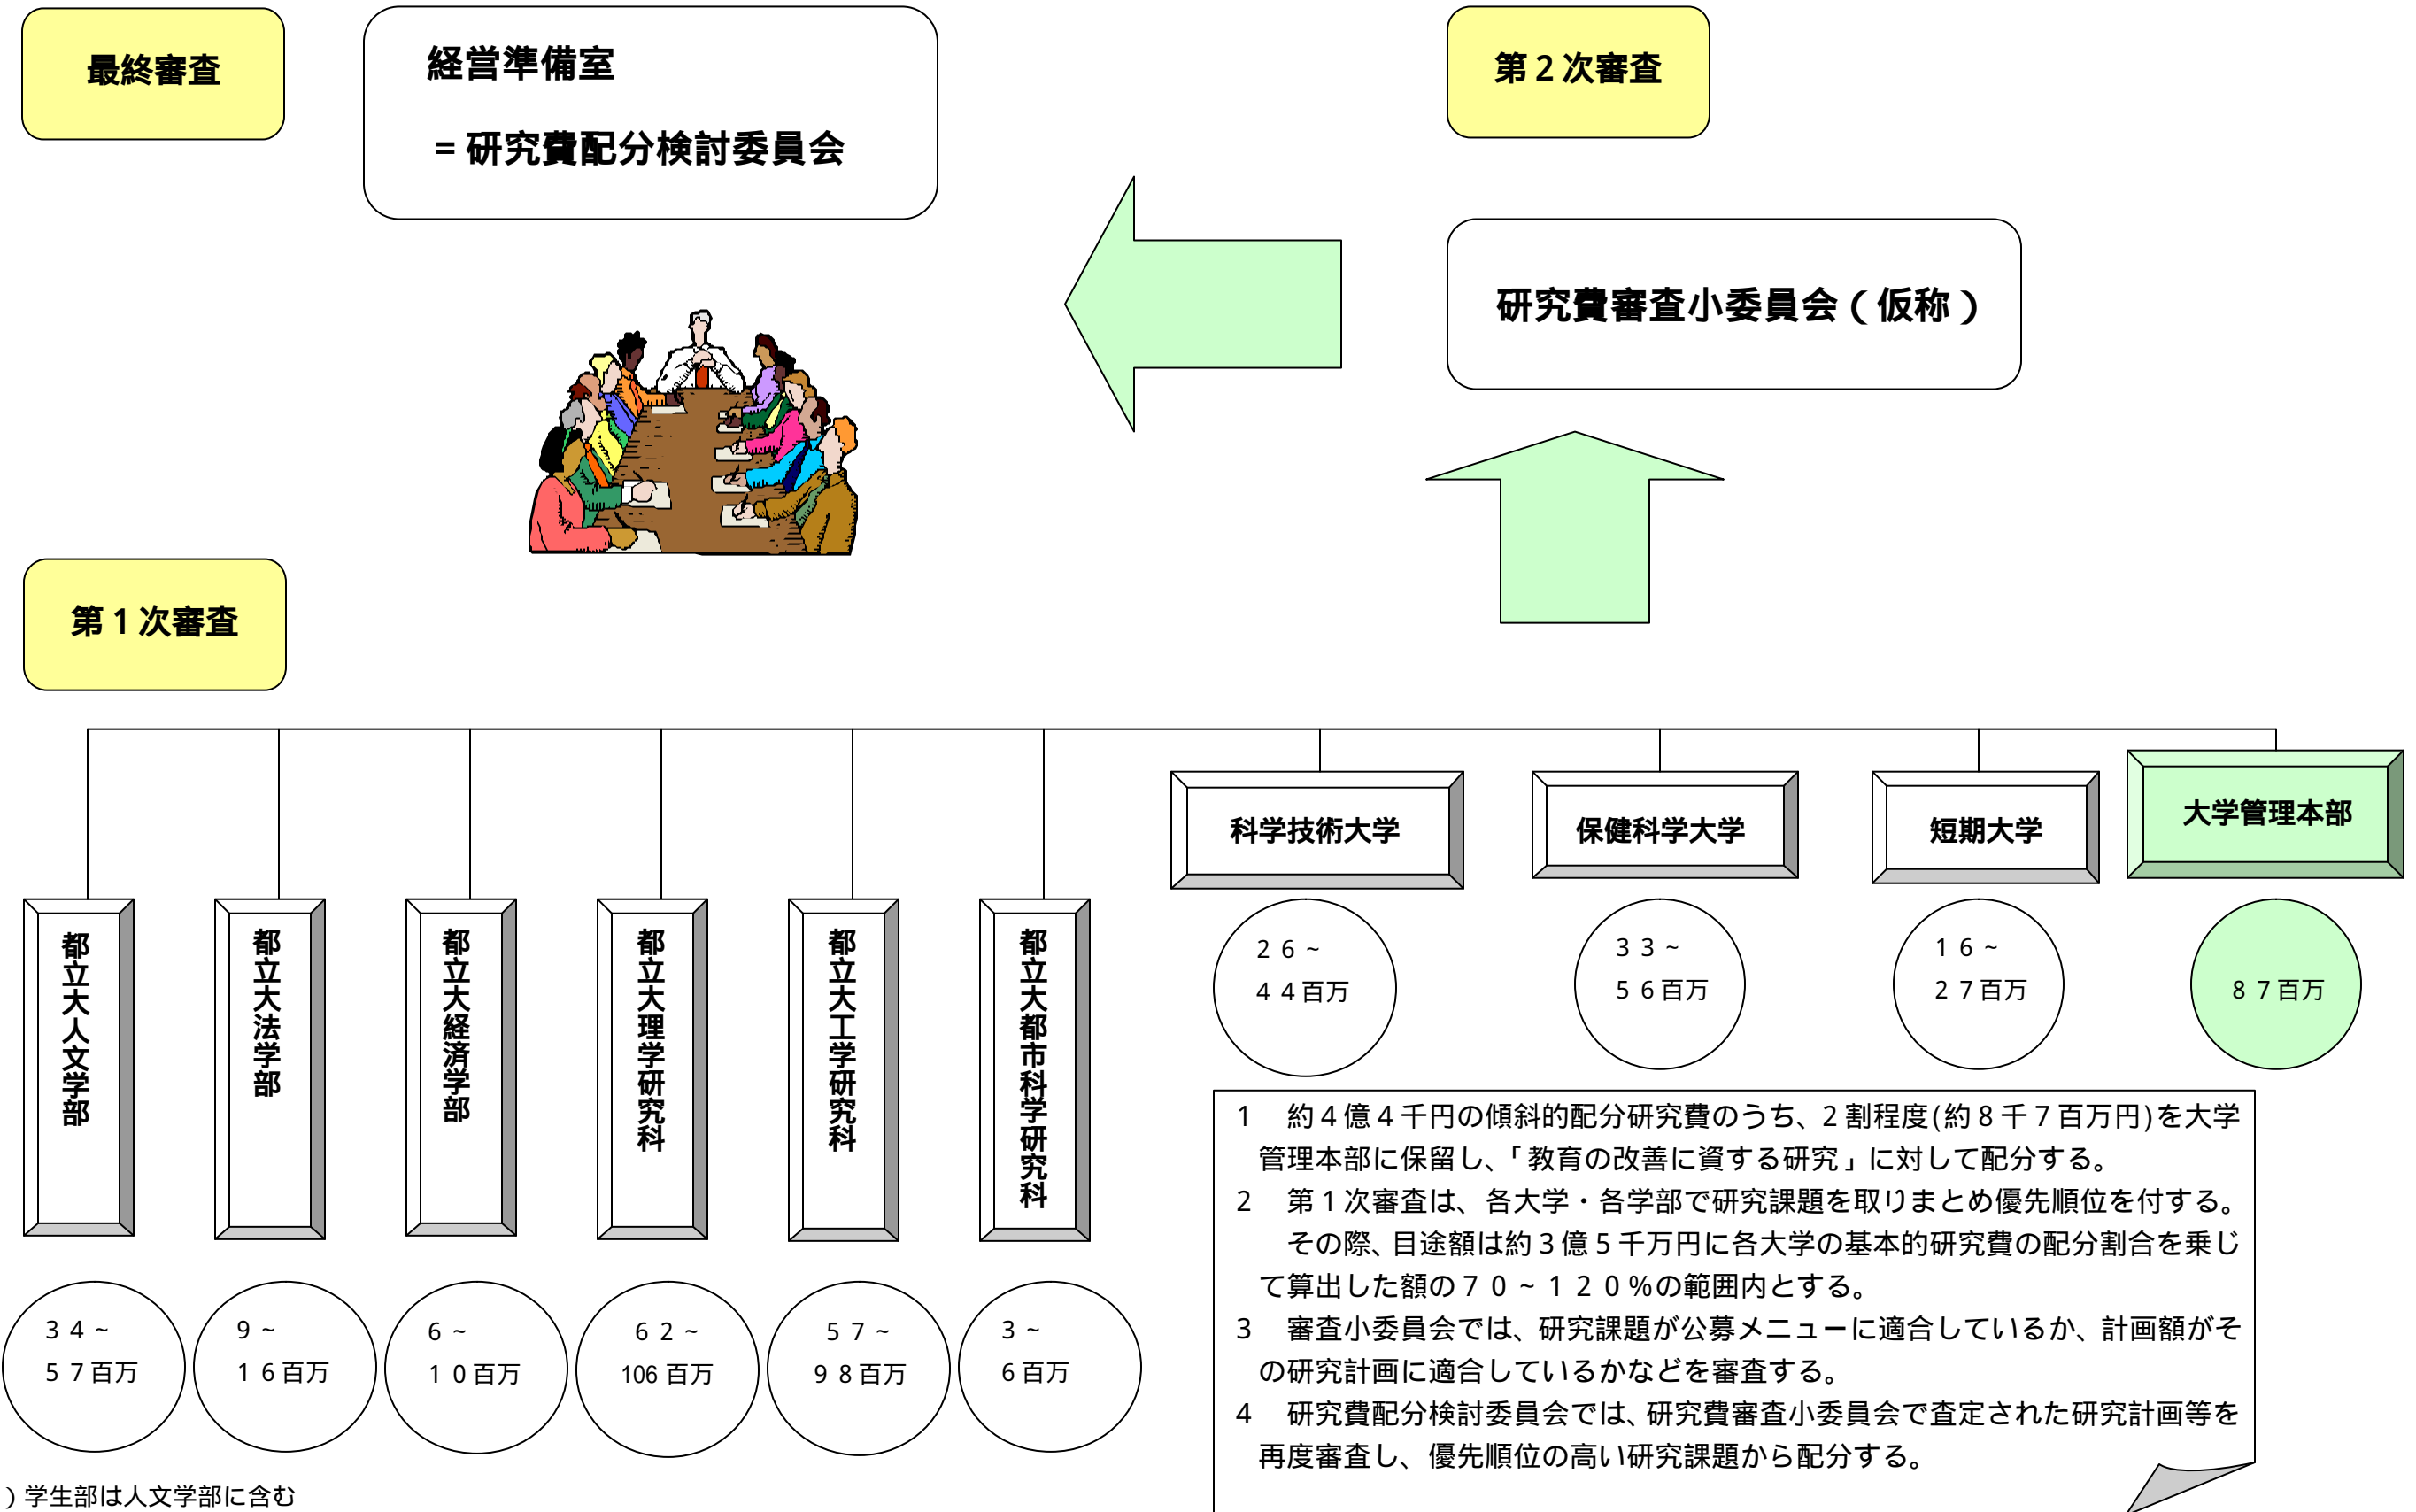 最終審査
経営準備室
=研究費配分検討委員会
第2次審査
研究費審査小委員会(仮称)
第1次審査
都立大人文学部
都立大法学部
都立大経済学部
都立大理学研究科
都立大工学研究科
都立大都市科学研究科
科学技術大学
保健科学大学
短期大学
大学管理本部
34~
57百万
9~
16百万
6~
10百万
62~
106百万
57~
98百万
3~
6百万
26~
44百万
33~
56百万
16~
27百万
87百万
1 約4億4千円の傾斜的配分研究費のうち、2割程度(約8千7百万円)を大学
管理本部に保留し、「教育の改善に資する研究」に対して配分する。
2 第1次審査は、各大学・各学部で研究課題を取りまとめ優先順位を付する。
その際、目途額は約3億5千万円に各大学の基本的研究費の配分割合を乗じ
て算出した額の70~120%の範囲内とする。
3 審査小委員会では、研究課題が公募メニューに適合しているか、計画額がそ
の研究計画に適合しているかなどを審査する。
4 研究費配分検討委員会では、研究費審査小委員会で査定された研究計画等を
再度審査し、優先順位の高い研究課題から配分する。
)学生部は人文学部に含む